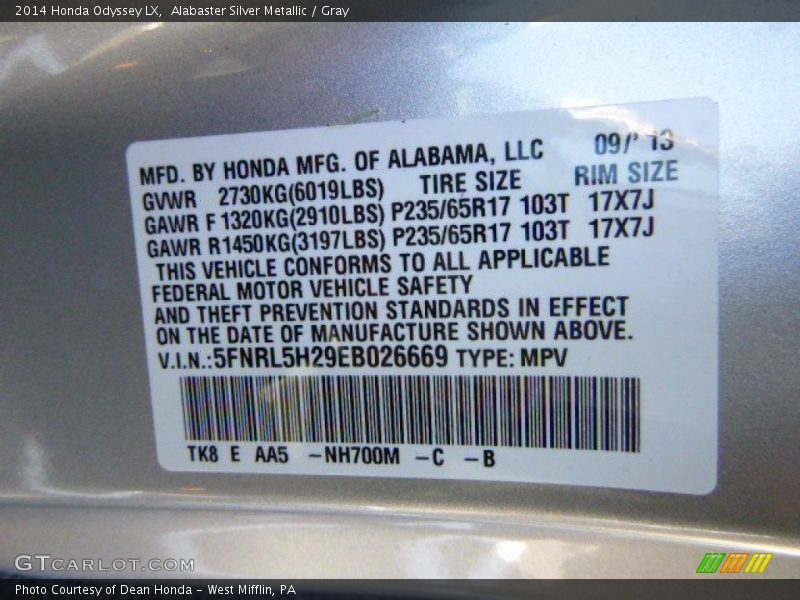 2014 Honda Odyssey LX,  Alabaster Silver Metallic / Gray
MFD. BY HONDA MFG. OF ALABAMA, LLC 09/' 13
GVWR 2730KG(6019LBS) TIRE SIZE RIM SIZE
GAWR F 1320KG(2910LBS) P235/65R17 103T 17X7J
GAWR R1450KG(3197LBS) P235/65R17 103T 17X7J
THIS VEHICLE CONFORMS TO ALL APPLICABLE
FEDERAL MOTOR VEHICLE SAFETY
AND THEFT PREVENTION STANDARDS IN EFFECT
ON THE DATE OF MANUFACTURE SHOWN ABOVE.
V.I.N.:5FNRL5H29EB026669 TYPE: MPV
TK8 E AA5 –NH700M –C –B
GTCARLOT.COM
Photo Courtesy of Dean Honda – West Mifflin, PA